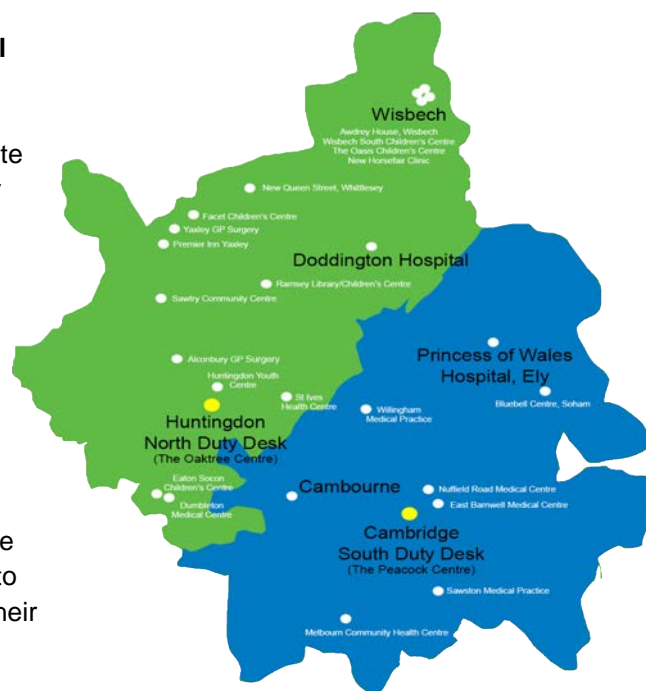 l
te
Wisbech
Awdrey House, Wisbech
Wisbech South Children's Centre
The Oasis Children's Centre
New Horsefair Clinic
New Queen Street, Whittlesey
Facet Children's Centre
Yaxley GP Surgery
Premier Inn Yaxley
Doddington Hospital
Ramsey Library/Children's Centre
Sawtry Community Centre
Princess of Wales
Hospital, Ely
Alconbury GP Surgery
Huntingdon Youth
Centre
Bluebell Centre, Soham
St Ives
Health Centre
Willingham
Medical Practice
Huntingdon
North Duty Desk
(The Oaktree Centre)
Eaton Socon
Children's Centre
Dumbleton
Medical Centre
Cambourne
Nuffield Road Medical Centre
East Barnwell Medical Centre
Cambridge
South Duty Desk
(The Peacock Centre)
e
to
heir
Sawston Medical Practice
Melbourn Community Health Centre